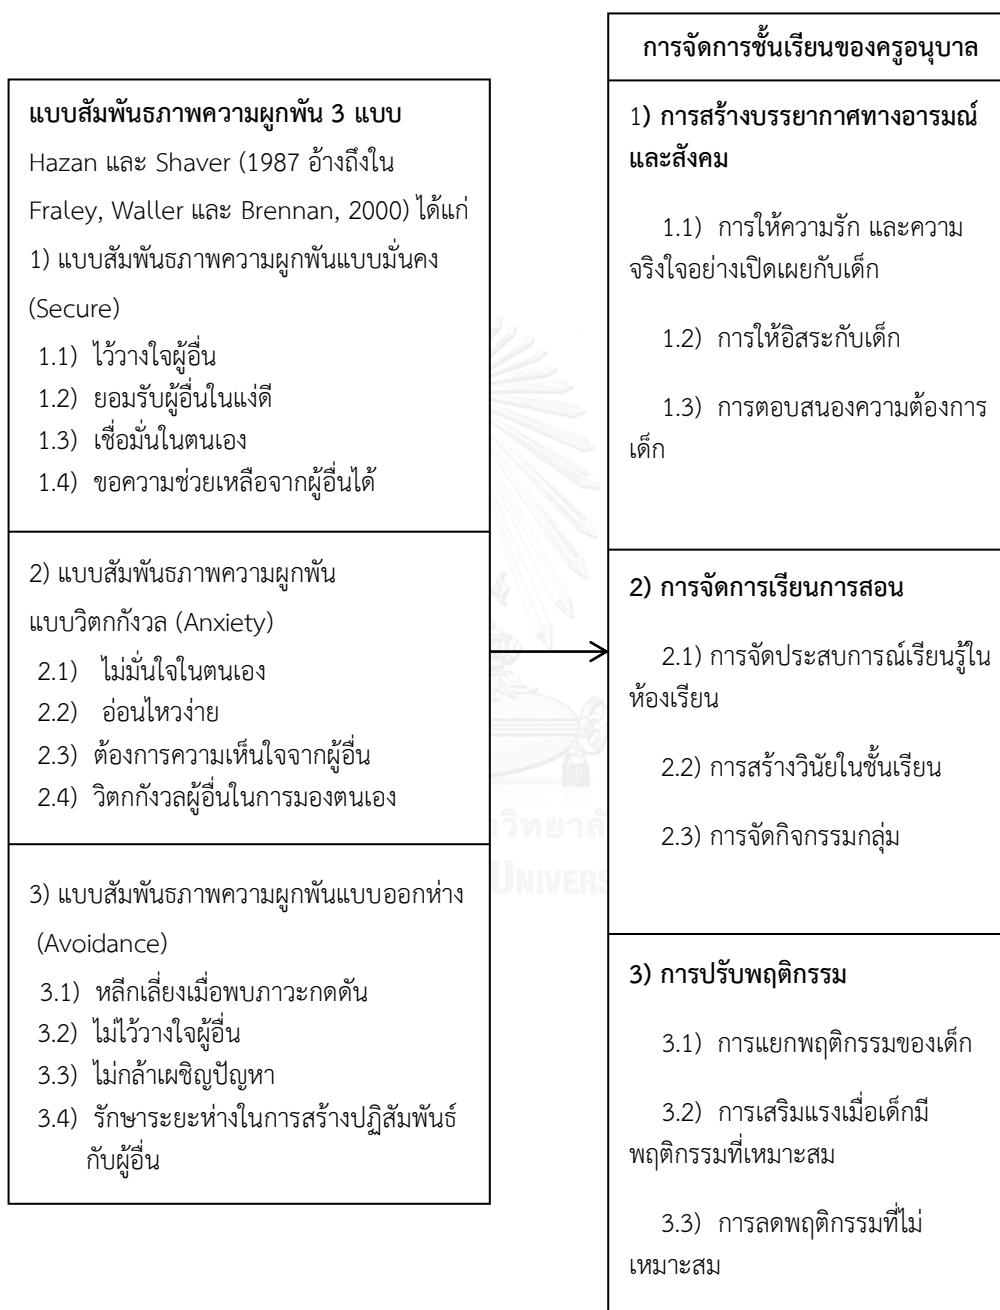 แบบสัมพันธภาพความผูกพัน 3 แบบ
Hazan และ Shaver (1987 อ้างถึงใน
Fraley, Waller และ Brennan, 2000) ได้แก่
1) แบบสัมพันธภาพความผูกพันแบบมั่นคง
(Secure)
1.1) ไว้วางใจผู้อื่น
1.2) ยอมรับผู้อื่นในแง่ดี
1.3) เชื่อมั่นในตนเอง
1.4) ขอความช่วยเหลือจากผู้อื่นได้
2) แบบสัมพันธภาพความผูกพัน
แบบวิตกกังวล (Anxiety)
2.1) ไม่มั่นใจในตนเอง
2.2) อ่อนไหวง่าย
2.3) ต้องการความเห็นใจจากผู้อื่น
2.4) วิตกกังวลผู้อื่นในการมองตนเอง
3) แบบสัมพันธภาพความผูกพันแบบออกห่าง
(Avoidance)
3.1) หลีกเลี่ยงเมื่อพบภาวะกดดัน
3.2) ไม่ไว้วางใจผู้อื่น
3.3) ไม่กล้าเผชิญปัญหา
3.4) รักษาระยะห่างในการสร้างปฏิสัมพันธ์
กับผู้อื่น
การจัดการชั้นเรียนของครูอนุบาล
1) การสร้างบรรยากาศทางอารมณ์
และสังคม
1.1) การให้ความรัก และความ
จริงใจอย่างเปิดเผยกับเด็ก
1.2) การให้อิสระกับเด็ก
1.3) การตอบสนองความต้องการ
เด็ก
2) การจัดการเรียนการสอน
2.1) การจัดประสบการณ์เรียนรู้ใน
ห้องเรียน
2.2) การสร้างวินัยในชั้นเรียน
2.3) การจัดกิจกรรมกลุ่ม
3) การปรับพฤติกรรม
3.1) การแยกพฤติกรรมของเด็ก
3.2) การเสริมแรงเมื่อเด็กมี
พฤติกรรมที่เหมาะสม
3.3) การลดพฤติกรรมที่ไม่
เหมาะสม